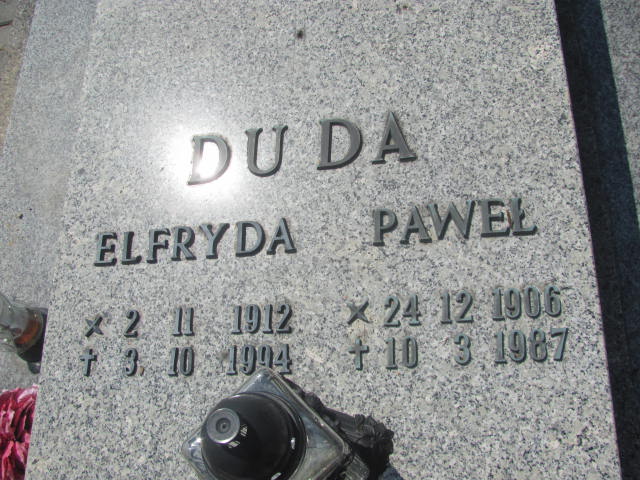 DUDA
ELFRYDA PAWEŁ
× 2 11 1912 × 24 12 1906
† 3. 10 1994 † 10 3 1987